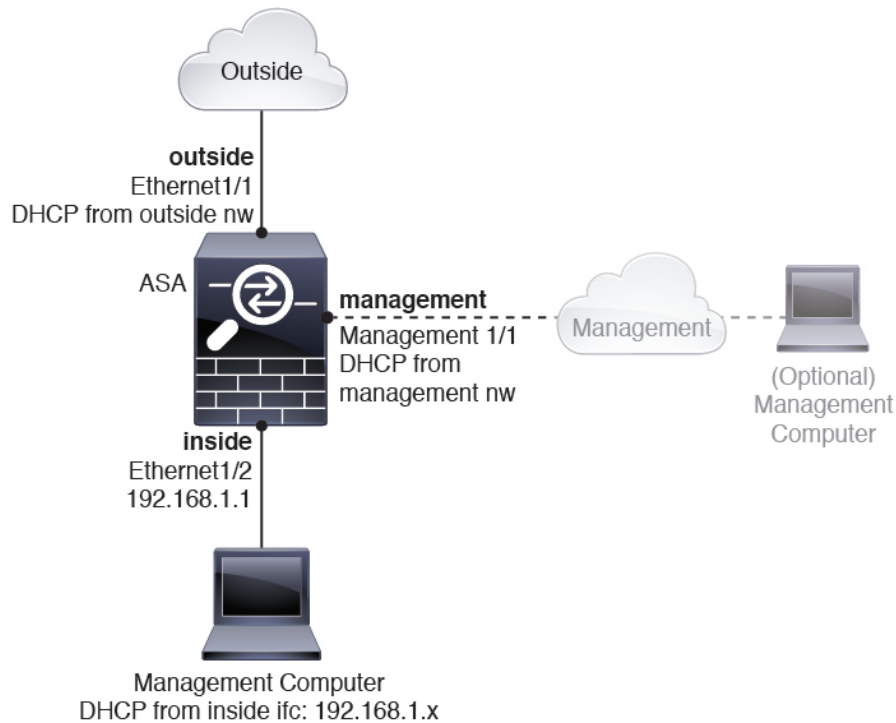 Outside
outside
Ethernet1/1
DHCP from outside nw
ASA
management
Management 1/1
DHCP from
management nw
Management
(Optional)
Management
Computer
inside
Ethernet1/2
192.168.1.1
Management Computer
DHCP from inside ifc: 192.168.1.x